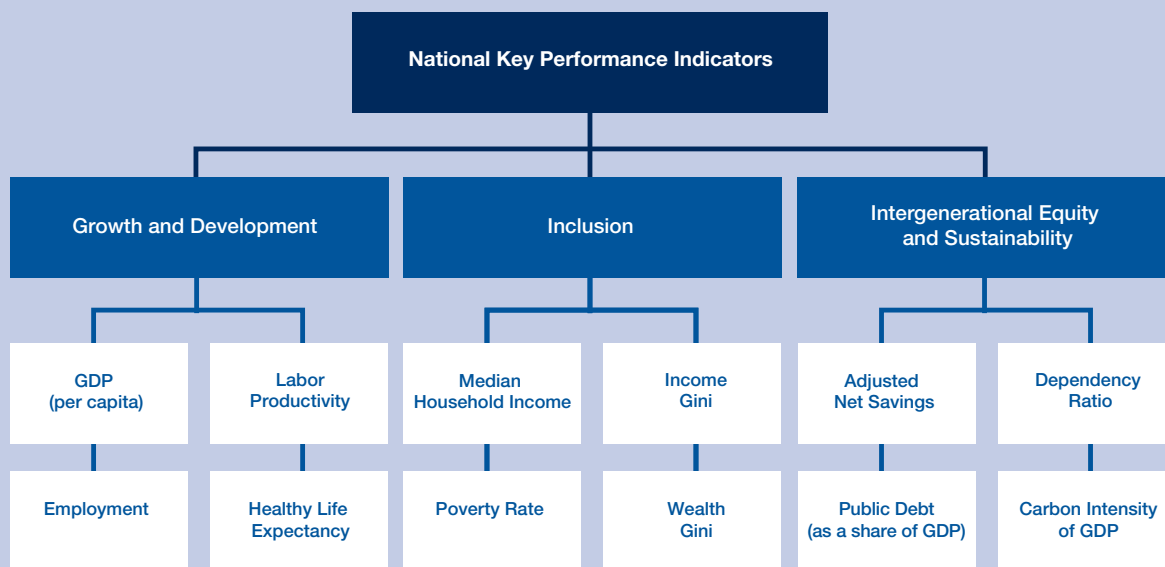 National Key Performance Indicators
Growth and Development
Inclusion
Intergenerational Equity
and Sustainability
GDP
(per capita)
Labor
Productivity
Median
Household Income
Income
Gini
Adjusted
Net Savings
Dependency
Ratio
Employment
Healthy Life
Expectancy
Poverty Rate
Wealth
Gini
Public Debt
(as a share of GDP)
Carbon Intensity
of GDP